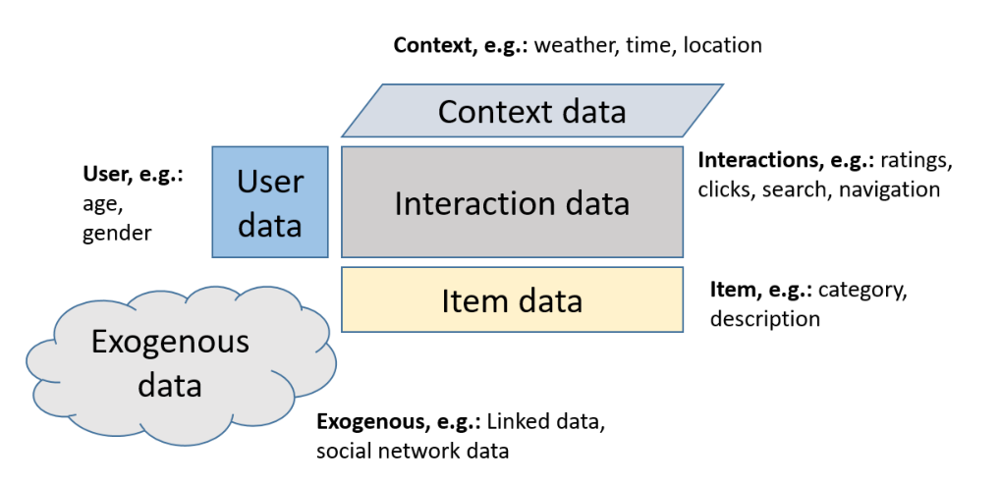 Context, e.g.: weather, time, location
Context data
User, e.g.:
age,
gender
User
data
Interaction data
Interactions, e.g.: ratings,
clicks, search, navigation
Item data
Item, e.g.: category,
description
Exogenous
data
Exogenous, e.g.: Linked data,
social network data